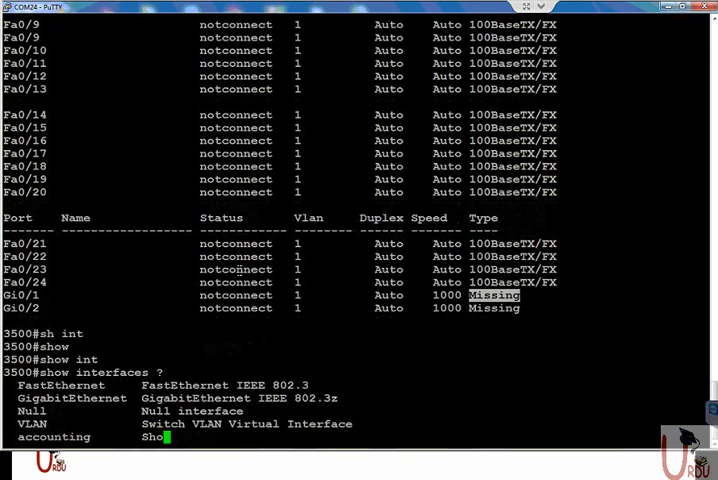 COM24 - PuTTY
Fa0/9 notconnect 1 Auto Auto 100BaseTX/FX
Fa0/9 notconnect 1 Auto Auto 100BaseTX/FX
Fa0/10 notconnect 1 Auto Auto 100BaseTX/FX
Fa0/11 notconnect 1 Auto Auto 100BaseTX/FX
Fa0/12 notconnect 1 Auto Auto 100BaseTX/FX
Fa0/13 notconnect 1 Auto Auto 100BaseTX/FX
Fa0/14 notconnect 1 Auto Auto 100BaseTX/FX
Fa0/15 notconnect 1 Auto Auto 100BaseTX/FX
Fa0/16 notconnect 1 Auto Auto 100BaseTX/FX
Fa0/17 notconnect 1 Auto Auto 100BaseTX/FX
Fa0/18 notconnect 1 Auto Auto 100BaseTX/FX
Fa0/19 notconnect 1 Auto Auto 100BaseTX/FX
Fa0/20 notconnect 1 Auto Auto 100BaseTX/FX
Port Name Status Vlan Duplex Speed Type
------- ------------------ ------------ -------- ------ ------- ----
Fa0/21 notconnect 1 Auto Auto 100BaseTX/FX
Fa0/22 notconnect 1 Auto Auto 100BaseTX/FX
Fa0/23 notconnect 1 Auto Auto 100BaseTX/FX
Fa0/24 notconnect 1 Auto Auto 100BaseTX/FX
Gi0/1 notconnect 1 Auto 1000 Missing
Gi0/2 notconnect 1 Auto 1000 Missing
3500#sh int
3500#show
3500#show int
3500#show interfaces ?
FastEthernet FastEthernet IEEE 802.3
GigabitEthernet GigabitEthernet IEEE 802.3z
Null Null interface
VLAN Switch VLAN Virtual Interface
accounting Sho
URDU
URDU